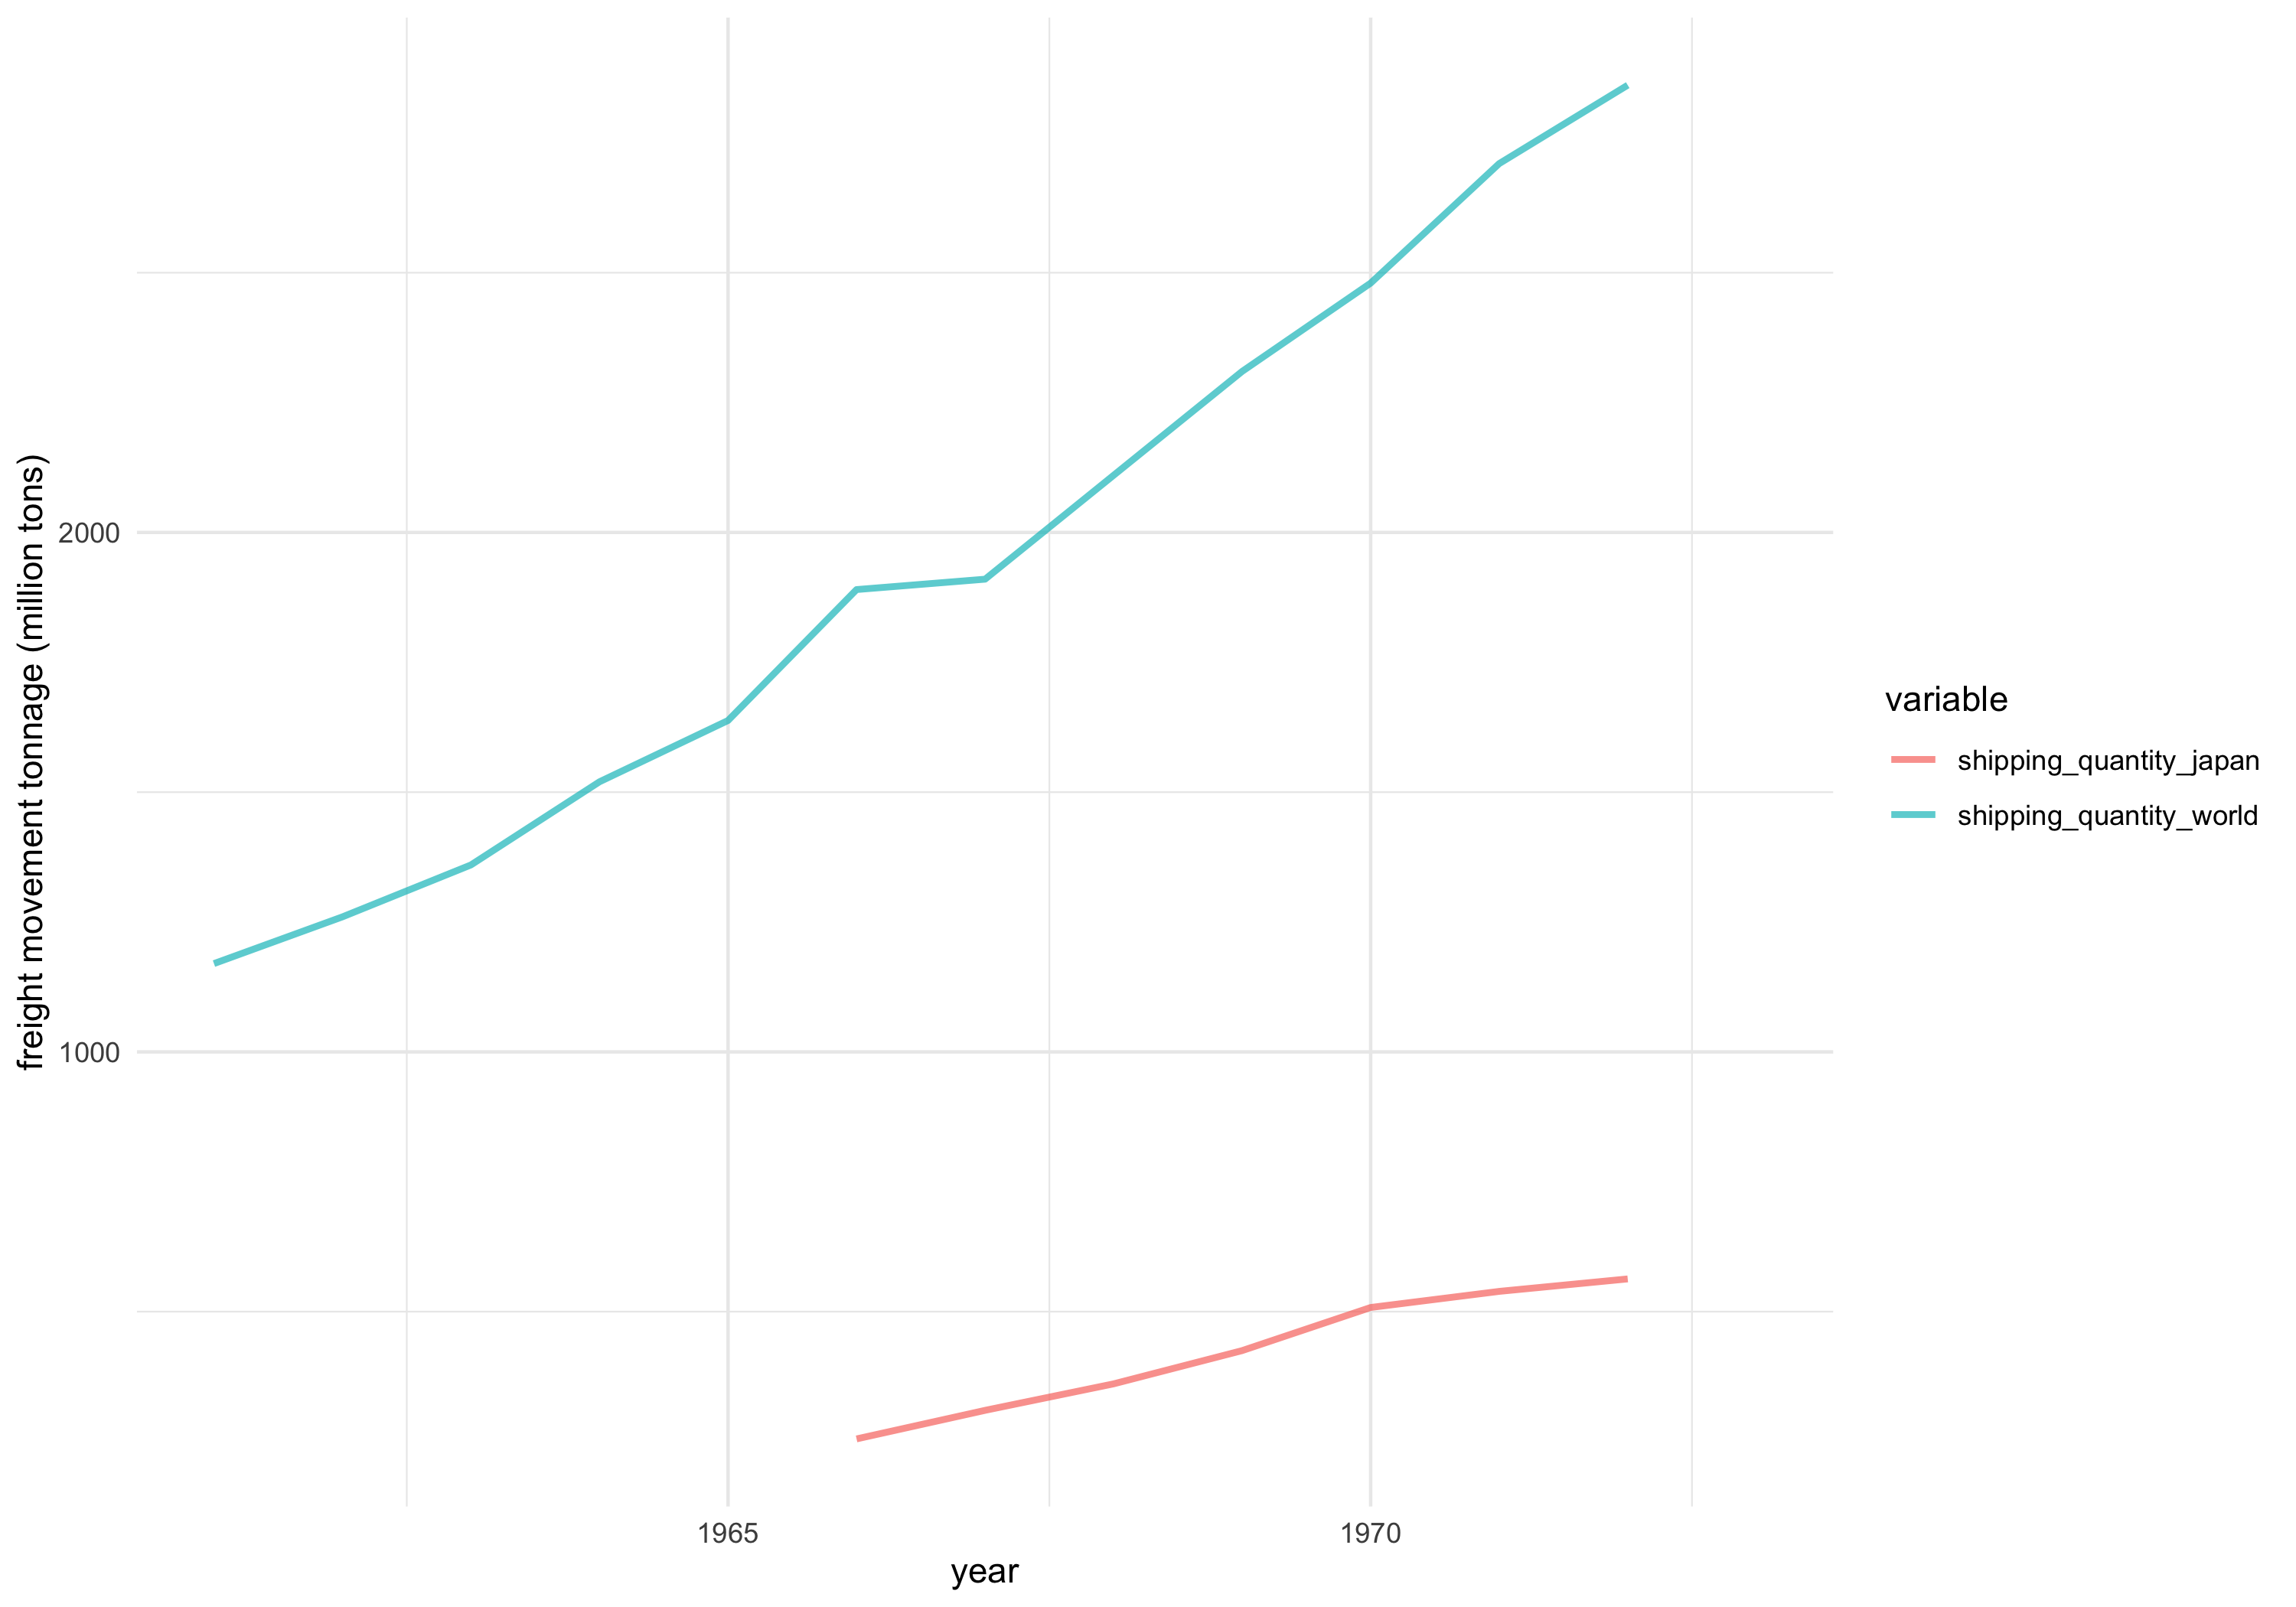 freight movement tonnage (million tons)
2000
1000
1965
1970
year
variable
shipping_quantity_japan
shipping_quantity_world